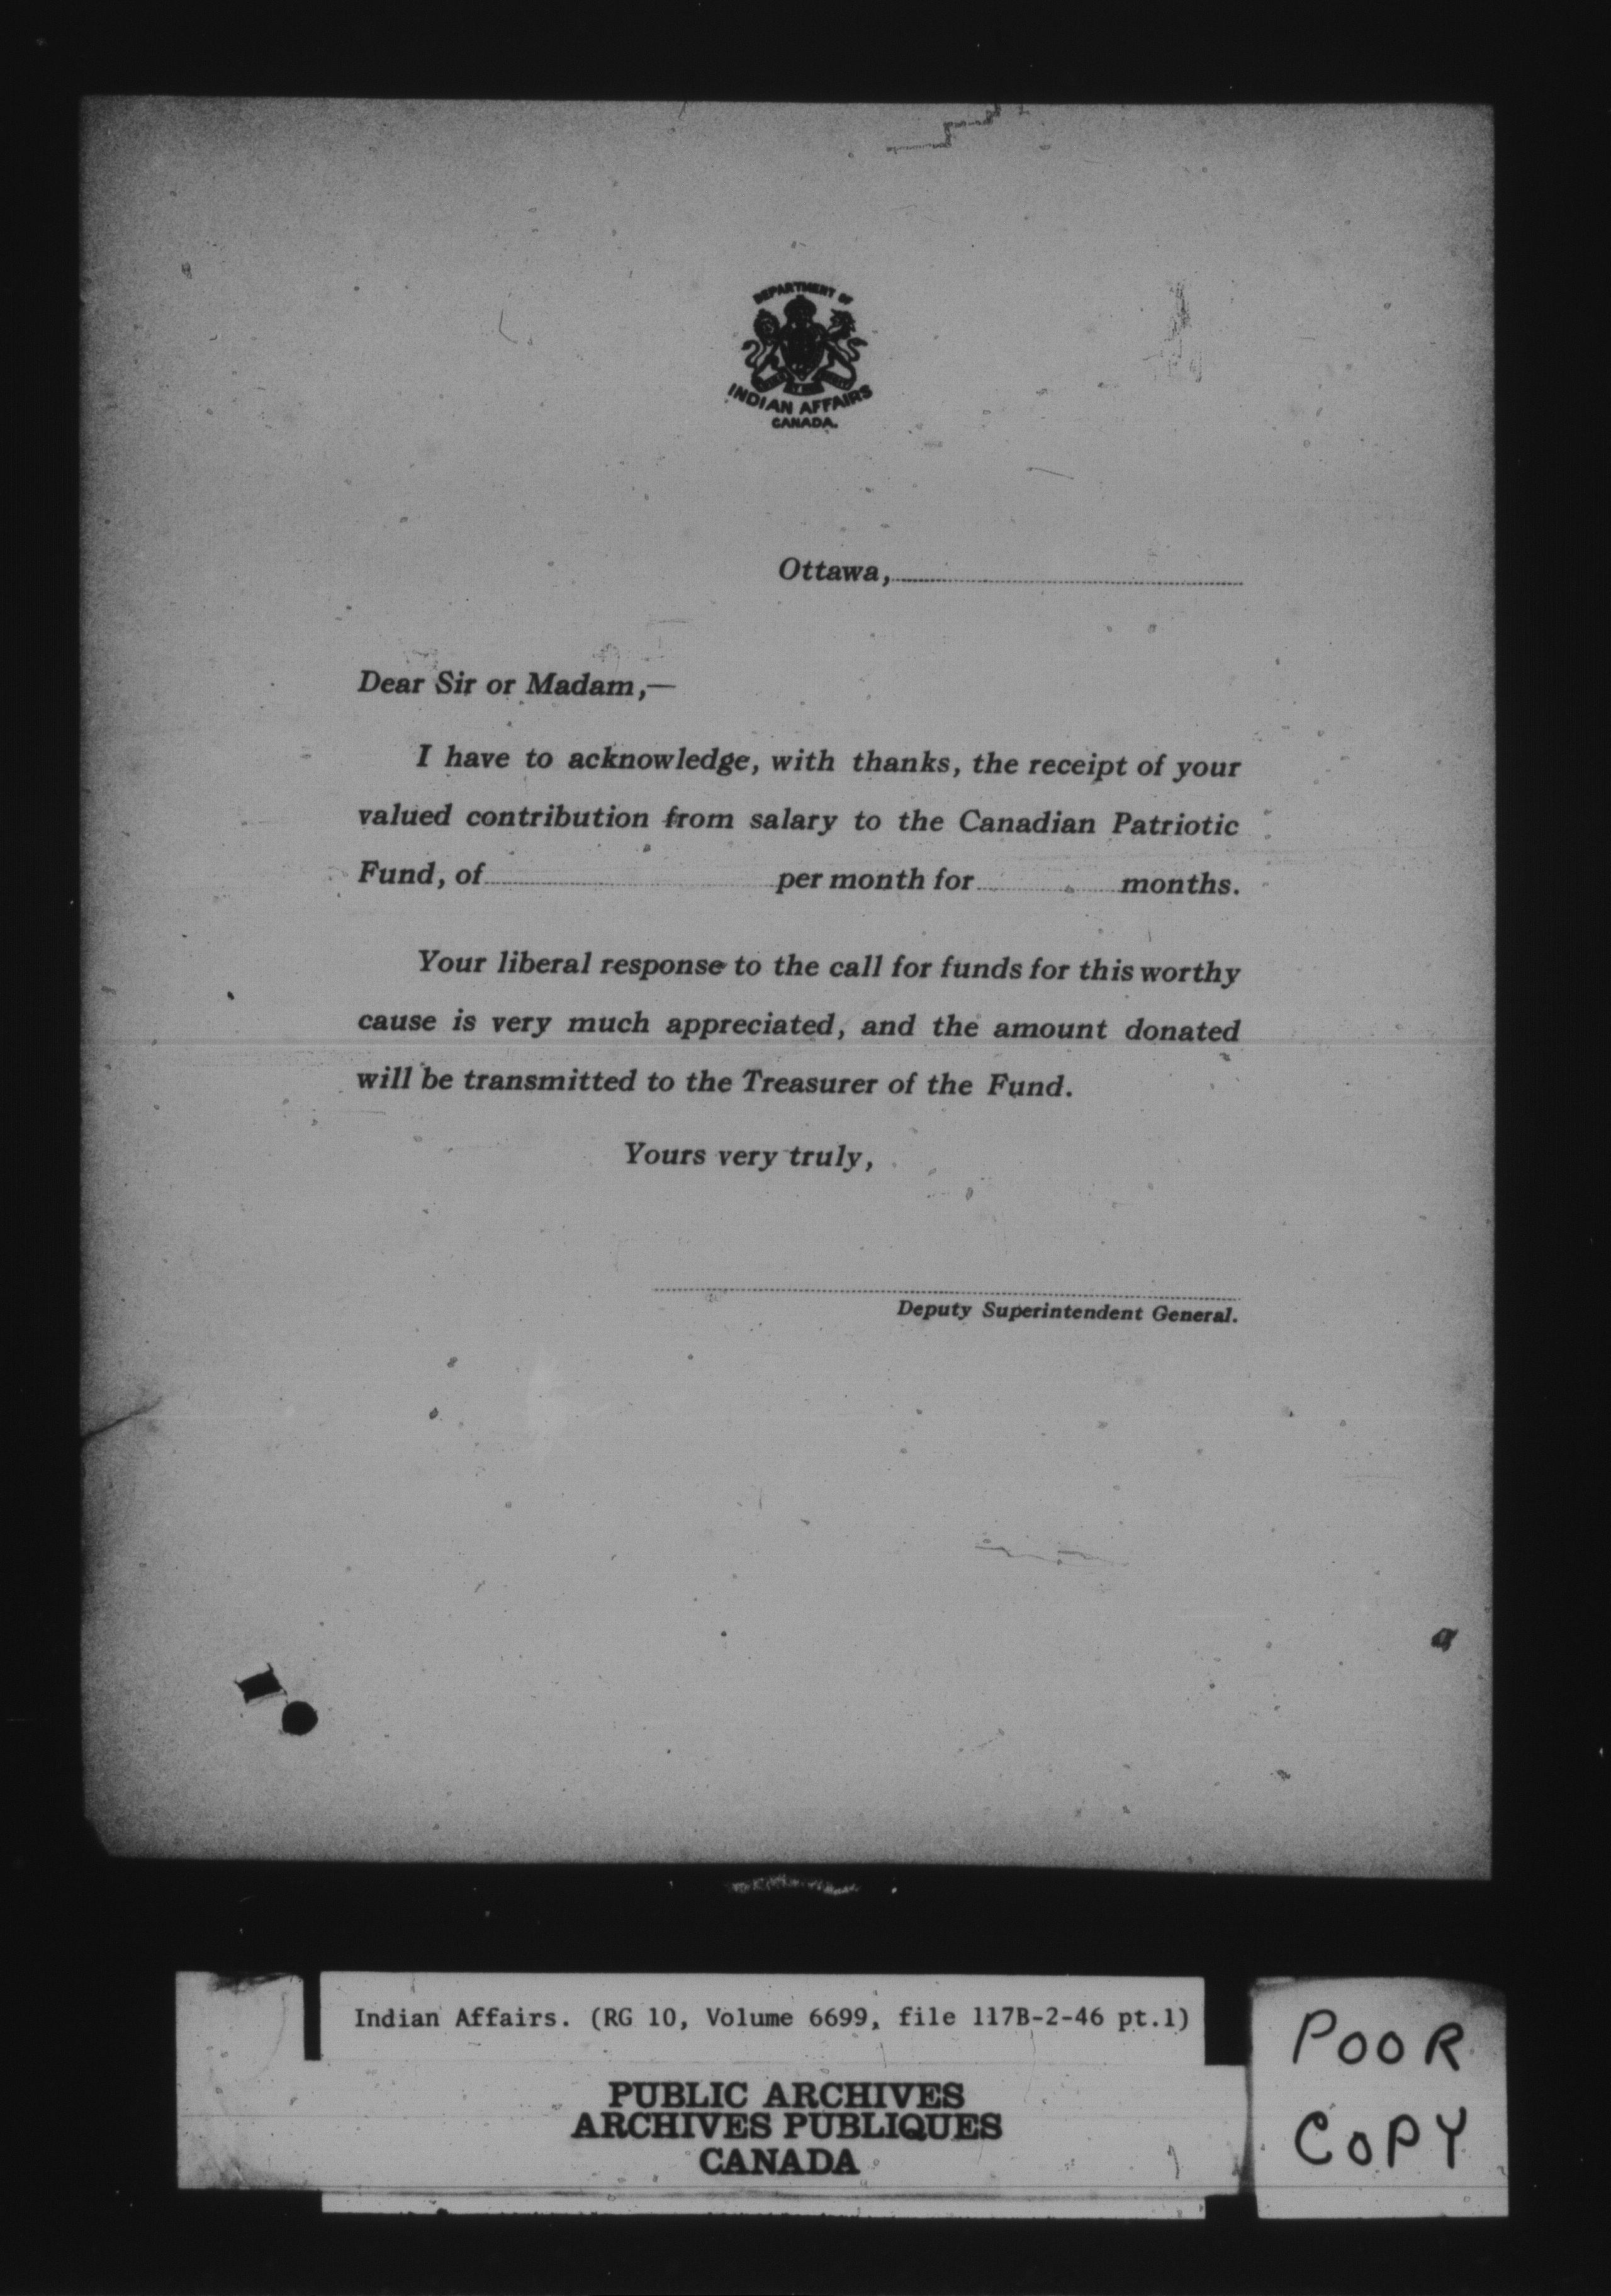 DEPARTMENT OF
INDIAN AFFAIRS
CANADA.
Ottawa,
Dear Sir or Madam,—
I have to acknowledge, with thanks, the receipt of your
valued contribution from salary to the Canadian Patriotic
Fund, of per month for months.
Your liberal response to the call for funds for this worthy
cause is very much appreciated, and the amount donated
will be transmitted to the Treasurer of the Fund.
Yours very truly,
Deputy Superintendent General.
Indian Affairs. (RG 10, Volume 6699, file 117B-2-46 pt.1)
PUBLIC ARCHIVES
ARCHIVES PUBLIQUES
CANADA
POOR
COPY